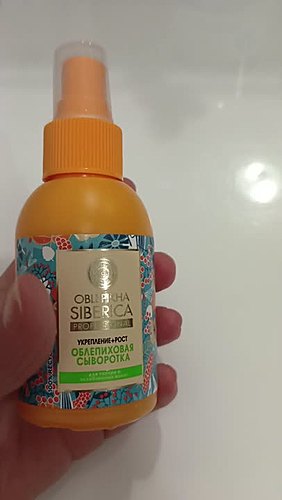 OBLEPIKHA
SIBERICA
PROFESSIONAL
УКРЕПЛЕНИЕ+РОСТ
ОБЛЕПИХОВАЯ
СЫВОРОТКА